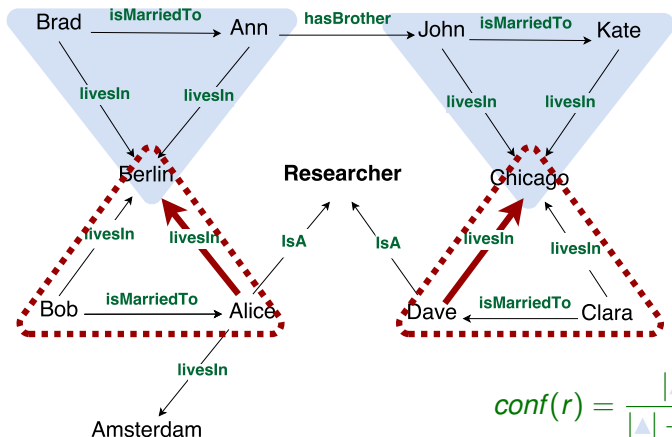 Brad isMarriedTo Ann hasBrother John isMarriedTo Kate
livesIn livesIn livesIn livesIn
Berlin Researcher Chicago
livesIn livesIn IsA IsA livesIn livesIn
Bob isMarriedTo Alice Dave isMarriedTo Clara
livesIn
Amsterdam
conf(r) =